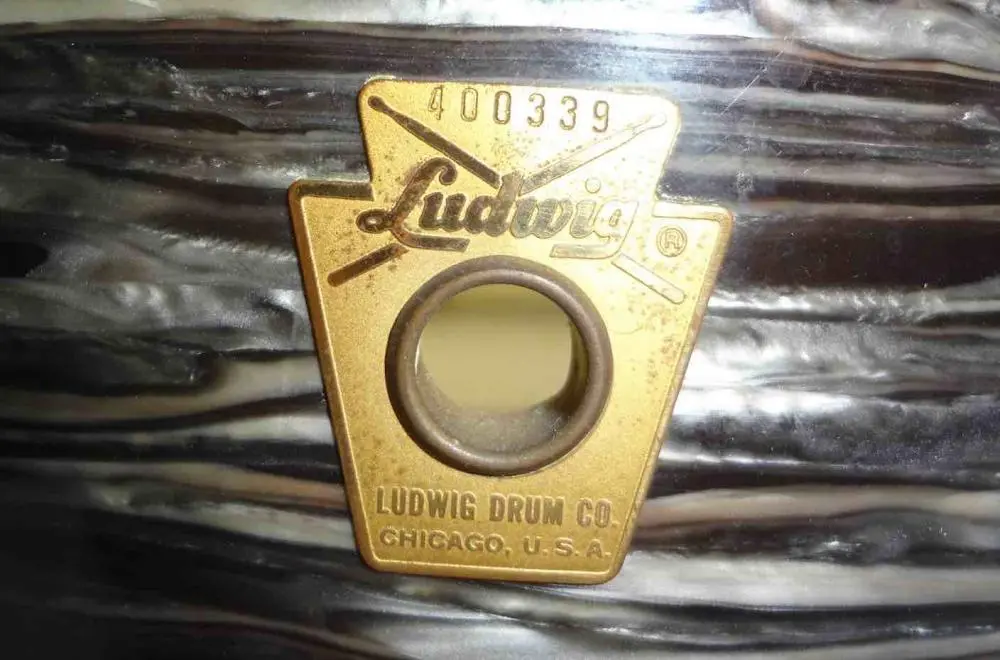 400339
Ludwig ®
LUDWIG DRUM CO.
CHICAGO, U.S.A.